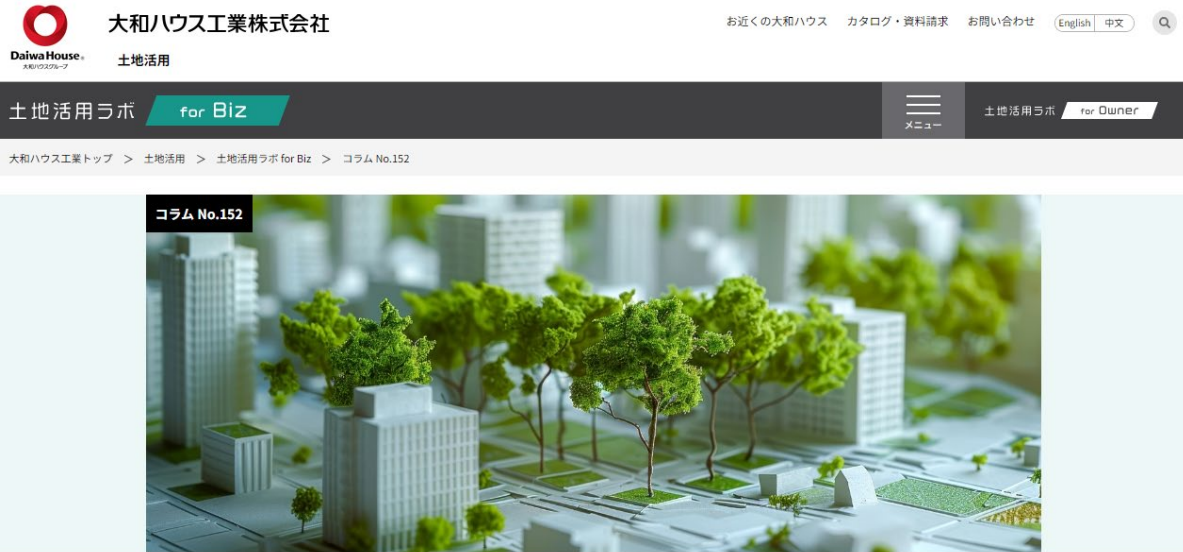 大和ハウス工業株式会社
お近くの大和ハウス カタログ・資料請求 お問い合わせ English 中文
DaiwaHouse®
大和ハウスグループ
土地活用
土地活用ラボ for Biz
メニュー
土地活用ラボ for Owner
大和ハウス工業トップ ＞ 土地活用 ＞ 土地活用ラボ for Biz ＞ コラム No.152
コラム No.152